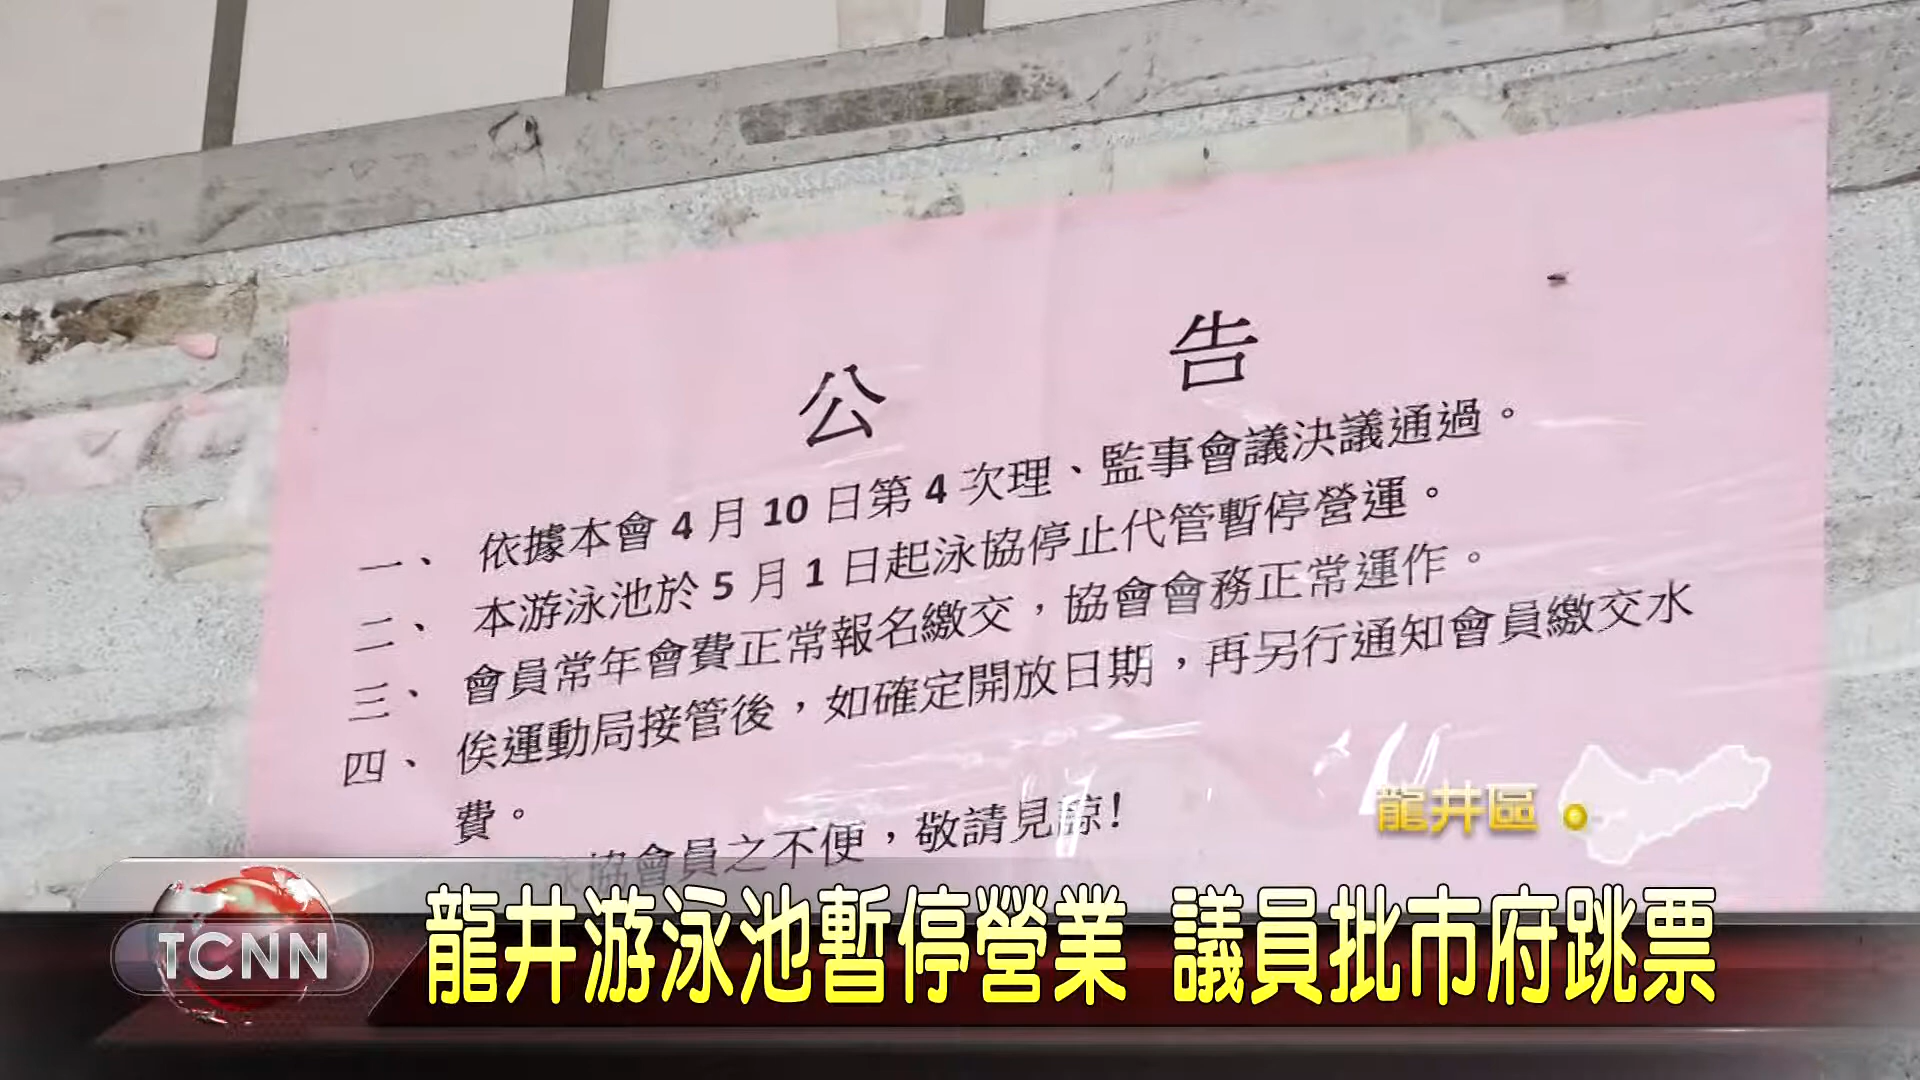 公 告
一、 依據本會 4 月 10 日第 4 次理、監事會議決議通過。
二、 本游泳池於 5 月 1 日起泳協停止代管暫停營運。
三、 會員常年會費正常報名繳交，協會會務正常運作。
四、 俟運動局接管後，如確定開放日期，再另行通知會員繳交水
費。
泳協會員之不便，敬請見諒!
龍井區
TCNN
龍井游泳池暫停營業 議員批市府跳票